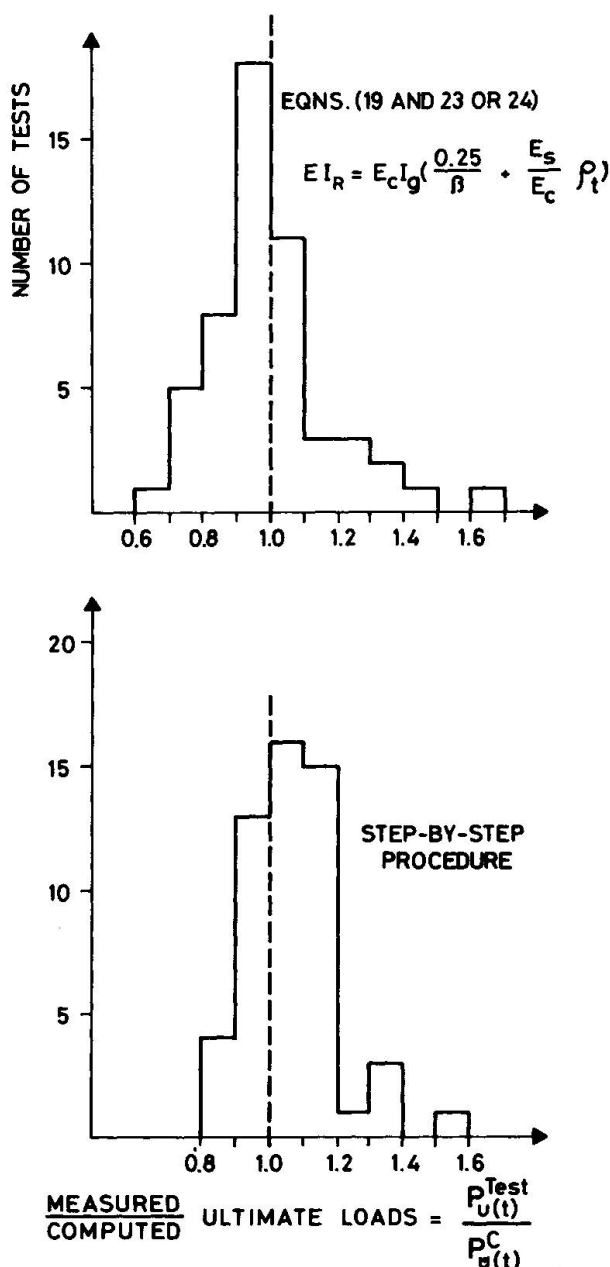 NUMBER OF TESTS
15
10
5
EQNS. (19 AND 23 OR 24)
EI_R = E_cI_g(0.25/β + E_s/E_c ρ_t)
0.6 0.8 1.0 1.2 1.4 1.6
20
15
10
5
STEP-BY-STEP
PROCEDURE
0.8 1.0 1.2 1.4 1.6
MEASURED/COMPUTED ULTIMATE LOADS = P_u(t)^Test/P_u(t)^C